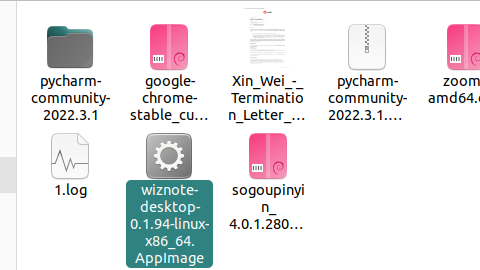 pycharm-
community-
2022.3.1
google-
chrome-
stable_cu...
Xin_Wei_-_
Terminatio
n_Letter_...
pycharm-
community-
2022.3.1....
zoom
amd64.
1.log
wiznote-
desktop-
0.1.94-linux-
x86_64.
AppImage
sogoupinyi
n_
4.0.1.280...